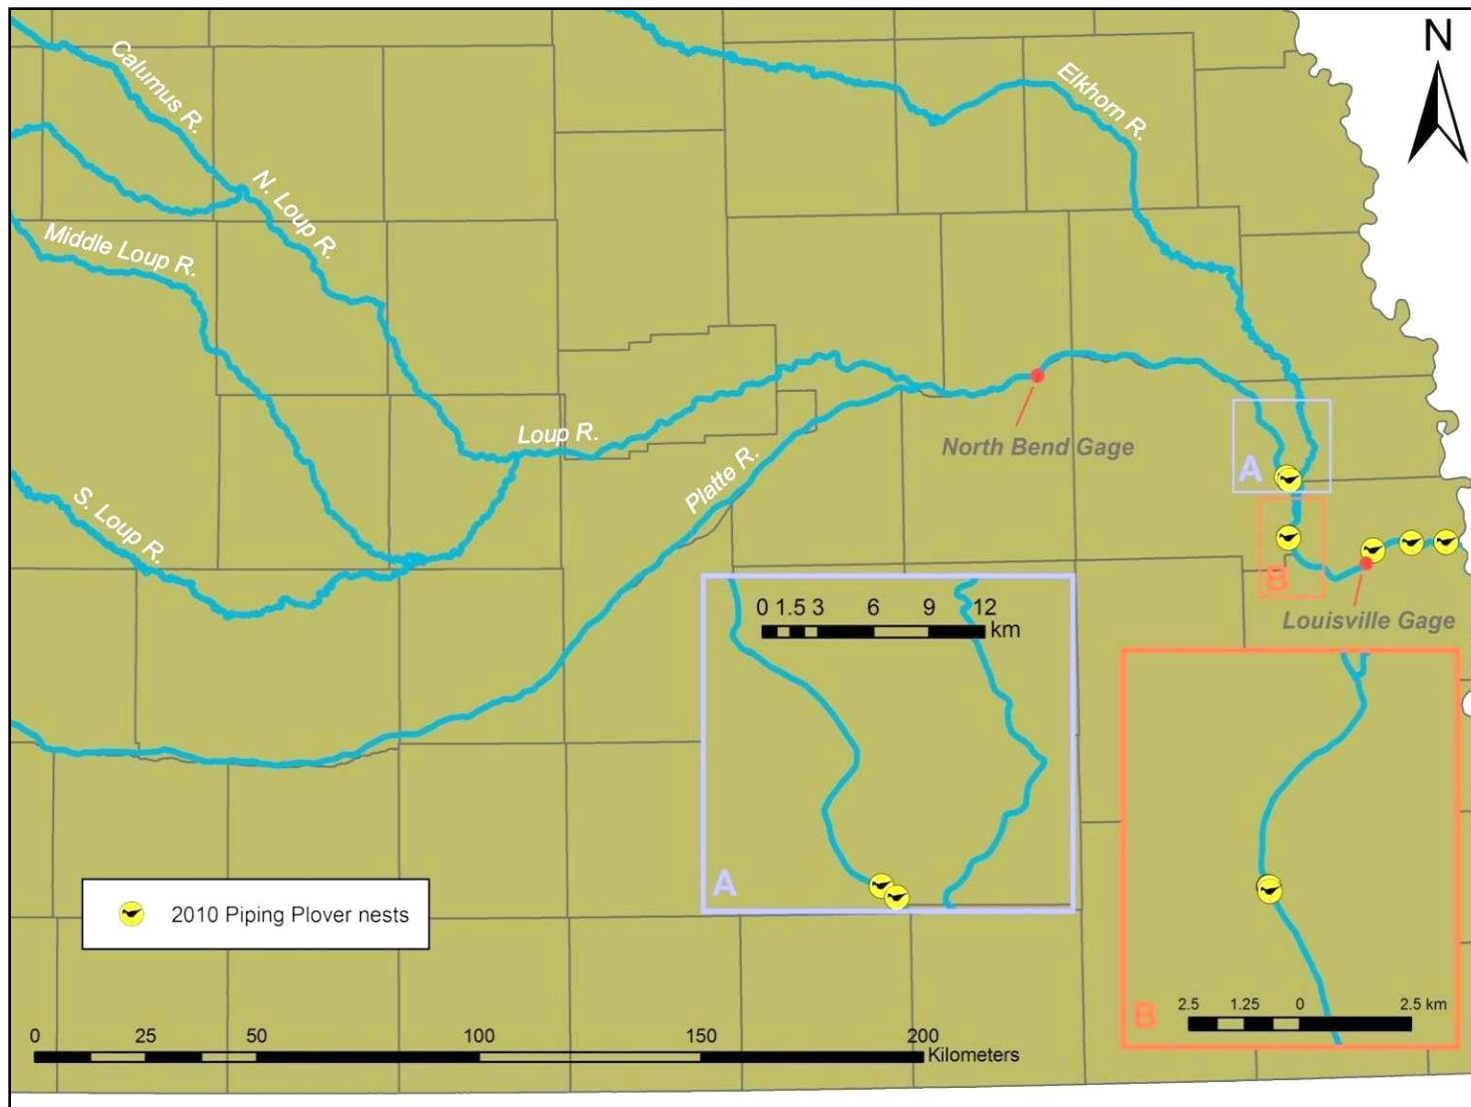 N
Calumus R.
Elkhorn R.
N. Loup R.
Middle Loup R.
Loup R.
North Bend Gage
Platte R.
A
S. Loup R.
B
Louisville Gage
0 1.5 3 6 9 12
km
A
2010 Piping Plover nests
2.5 1.25 0 2.5 km
B
0 25 50 100 150 200
Kilometers